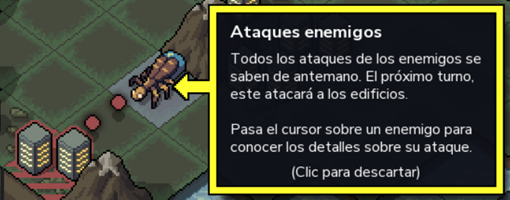 Ataques enemigos
Todos los ataques de los enemigos se
saben de antemano. El próximo turno,
este atacará a los edificios.
Pasa el cursor sobre un enemigo para
conocer los detalles sobre su ataque.
(Clic para descartar)